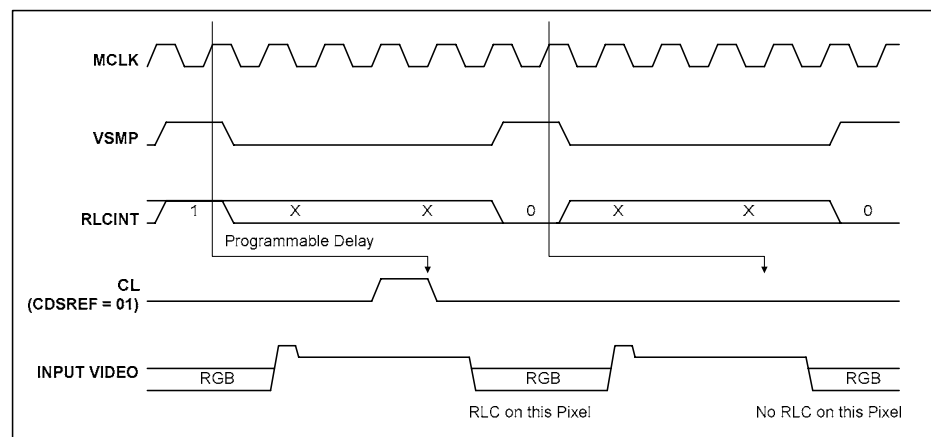 MCLK
VSMP
RLCINT 1 X X 0 X X 0
Programmable Delay
CL
(CDSREF = 01)
INPUT VIDEO RGB RGB RGB
RLC on this Pixel No RLC on this Pixel